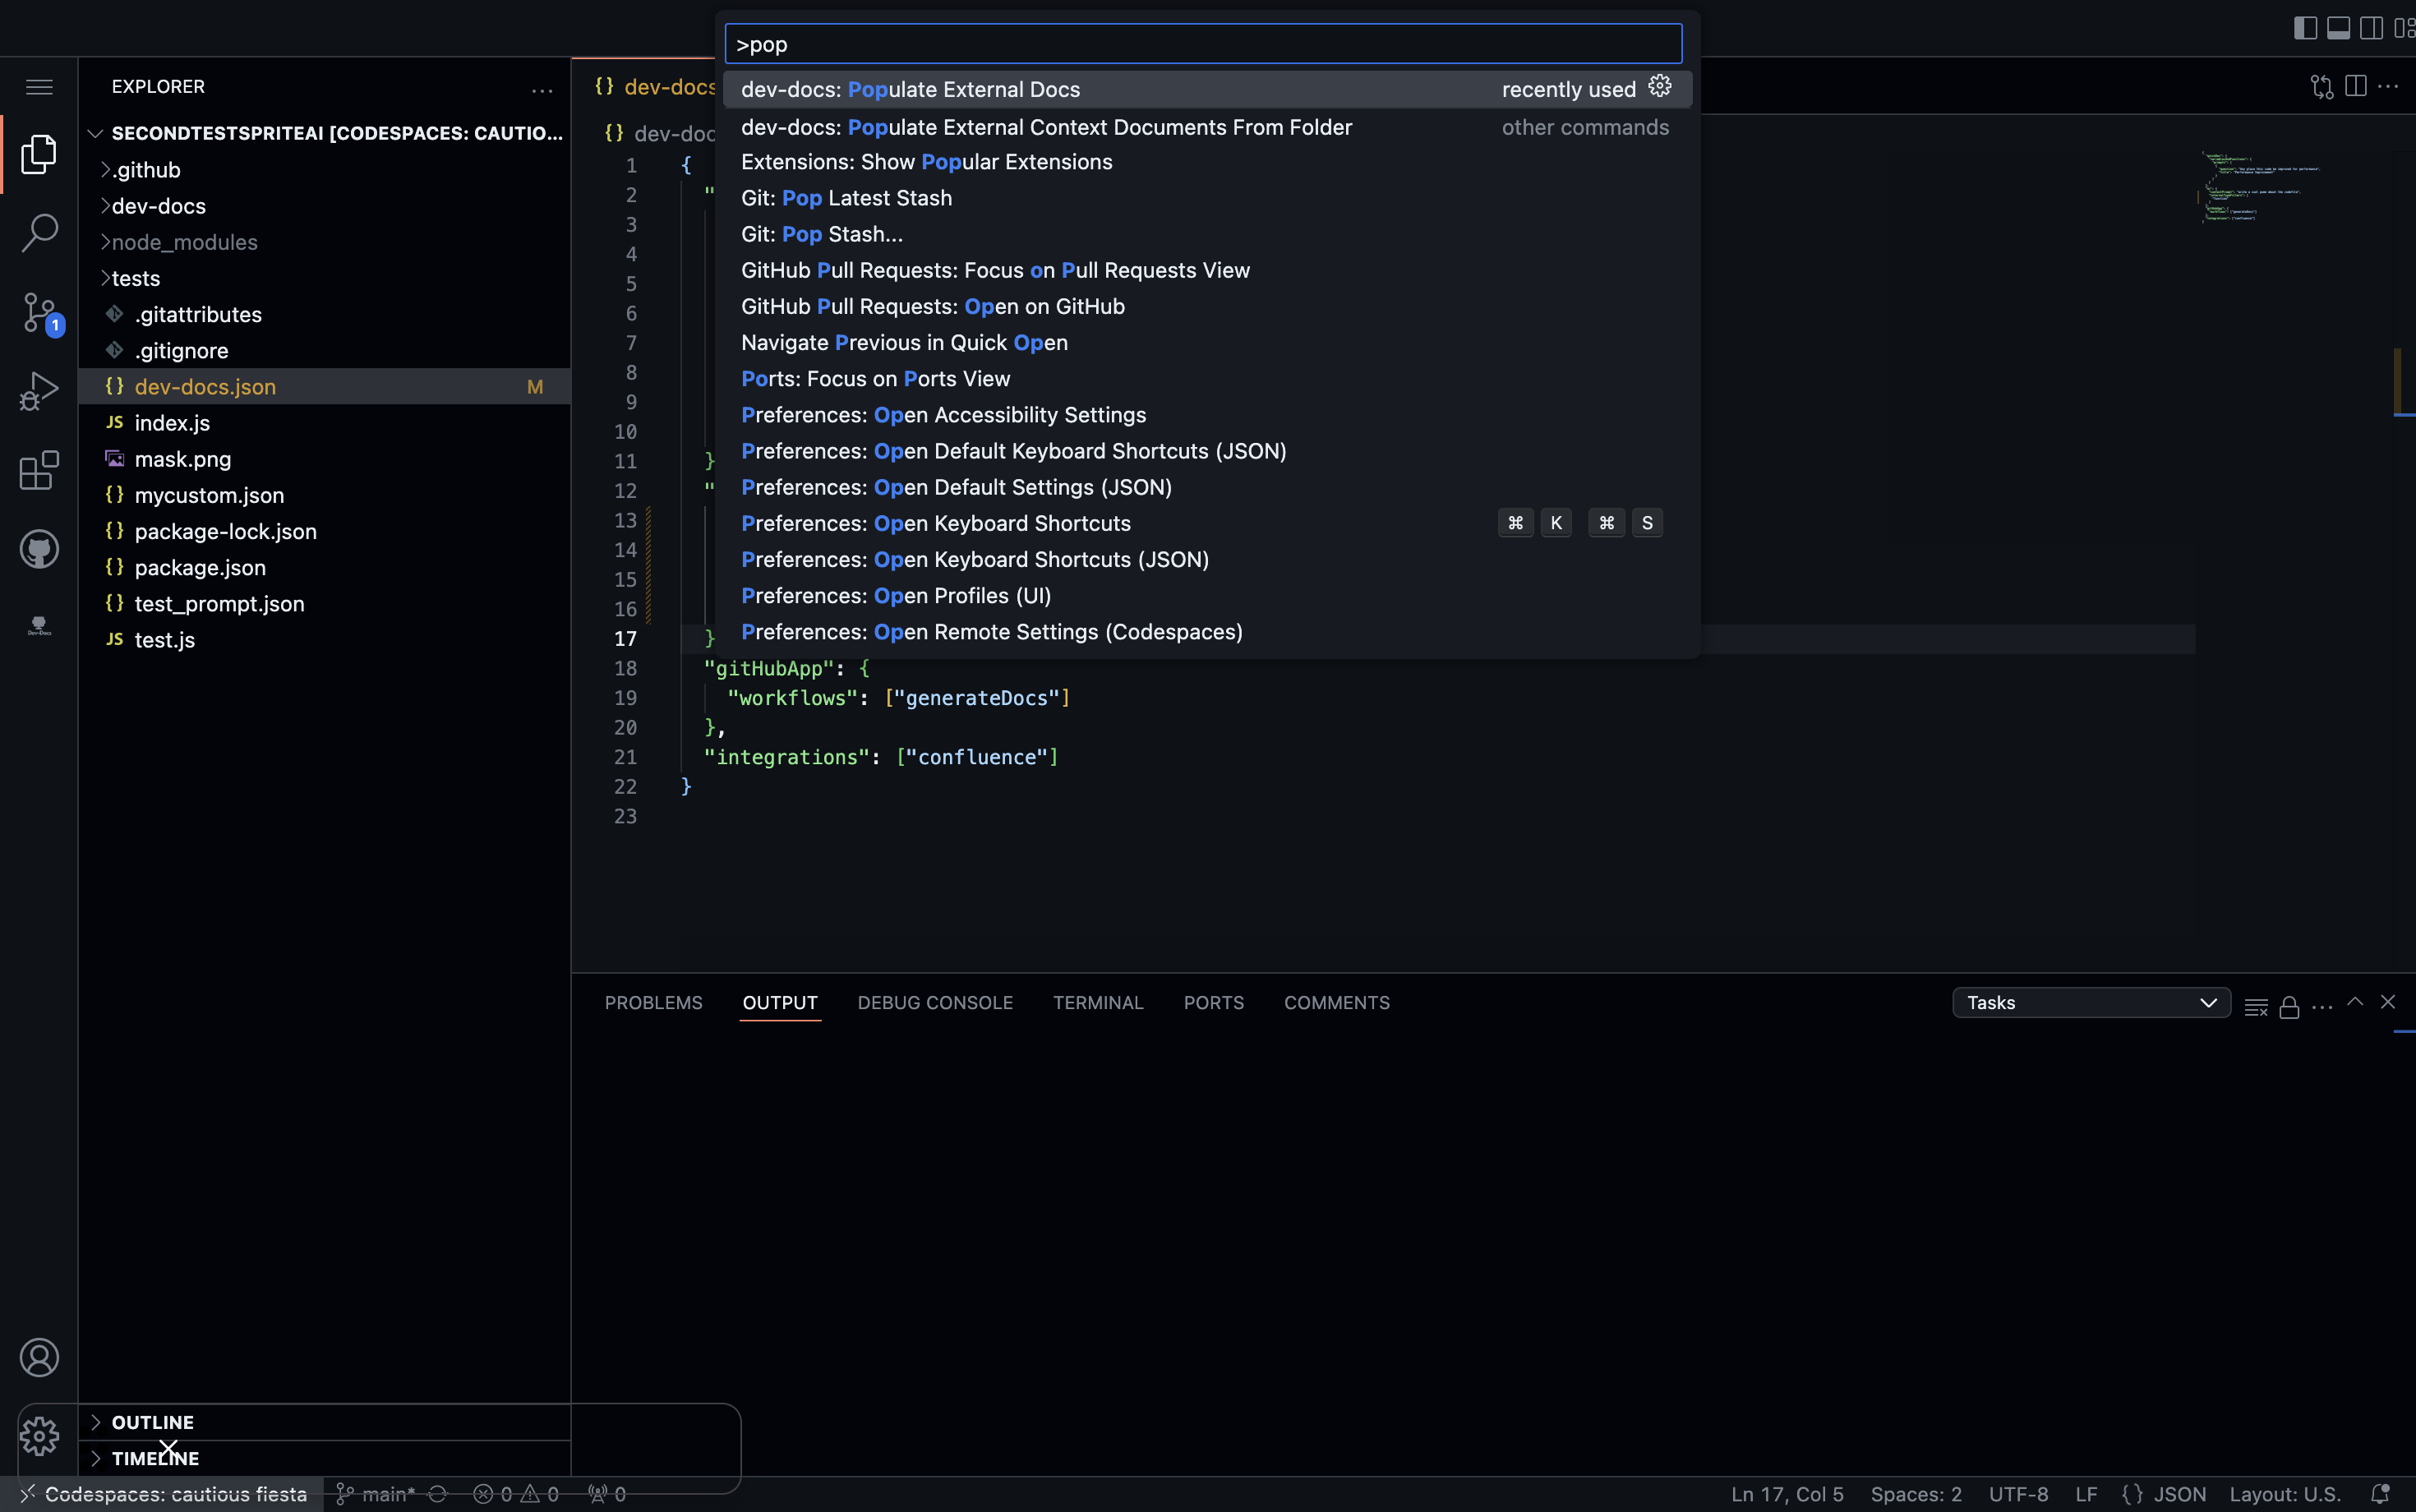 >pop
dev-docs: Populate External Docs recently used
dev-docs: Populate External Context Documents From Folder other commands
Extensions: Show Popular Extensions
Git: Pop Latest Stash
Git: Pop Stash...
GitHub Pull Requests: Focus on Pull Requests View
GitHub Pull Requests: Open on GitHub
Navigate Previous in Quick Open
Ports: Focus on Ports View
Preferences: Open Accessibility Settings
Preferences: Open Default Keyboard Shortcuts (JSON)
Preferences: Open Default Settings (JSON)
Preferences: Open Keyboard Shortcuts ⌘ K ⌘ S
Preferences: Open Keyboard Shortcuts (JSON)
Preferences: Open Profiles (UI)
Preferences: Open Remote Settings (Codespaces)
EXPLORER
SECONDTESTSPRITEAI [CODESPACES: CAUTIO...
.github
dev-docs
node_modules
tests
.gitattributes
.gitignore
{} dev-docs.json M
JS index.js
mask.png
{} mycustom.json
{} package-lock.json
{} package.json
{} test_prompt.json
JS test.js
1
Dev-Docs
OUTLINE
TIMELINE
{} dev-docs
{} dev-doc
1 {
2 "
3
4
5
6
7
8
9
10
11 }
12 "
13
14
15
16
17 }
18 "gitHubApp": {
19 "workflows": ["generateDocs"]
20 },
21 "integrations": ["confluence"]
22 }
23
PROBLEMS OUTPUT DEBUG CONSOLE TERMINAL PORTS COMMENTS Tasks
Codespaces: cautious fiesta main* 0 0 0 Ln 17, Col 5 Spaces: 2 UTF-8 LF {} JSON Layout: U.S.